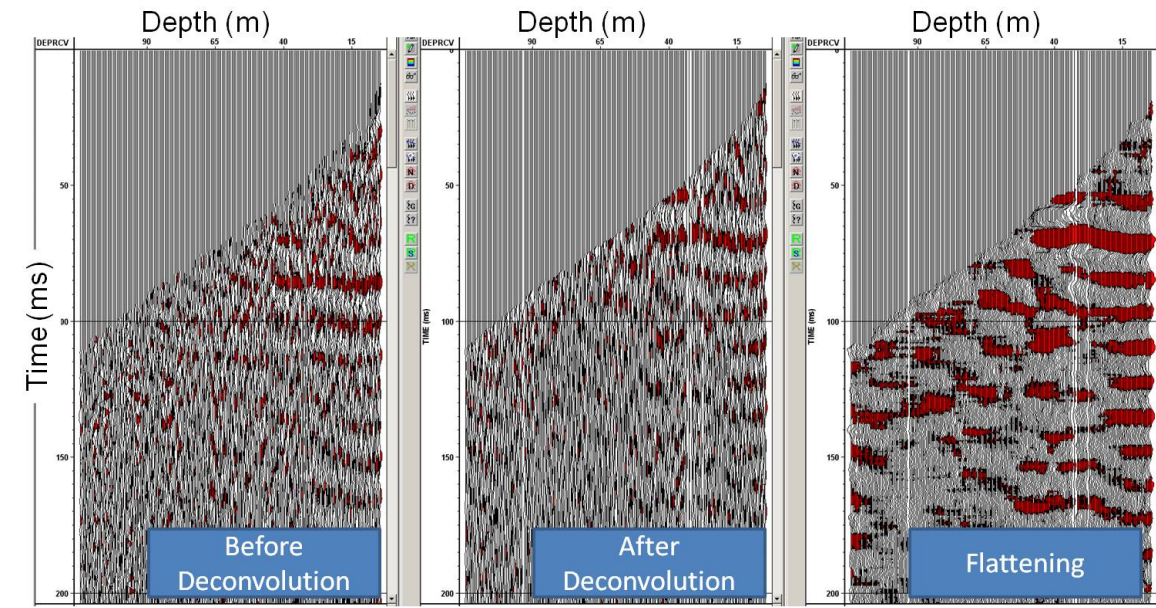 Depth (m) Depth (m) Depth (m)
DEPRCV 90 65 40 15
DEPRCV 90 65 40 15
DEPRCV 90 65 40 15
Time (ms)
50
90
150
200
0
50
100
150
200
TIME (ms)
50
100
150
200
TIME (ms)
N
D
G
?
R
S
N
D
G
?
R
S
Before
Deconvolution
After
Deconvolution
Flattening